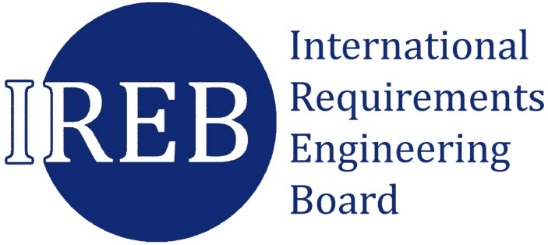 IREB
International
Requirements
Engineering
Board